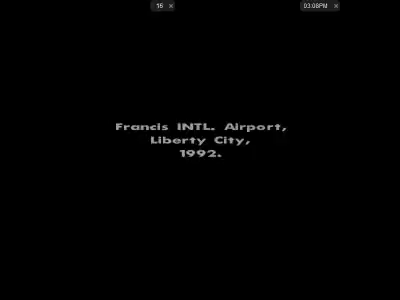 15 ×
03:08PM ×
Francis INTL. Airport,
Liberty City,
1992.